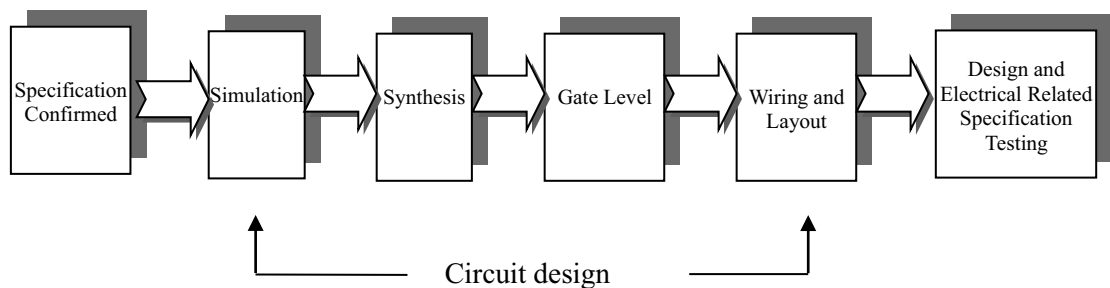 Specification
Confirmed
Simulation
Synthesis
Gate Level
Wiring and
Layout
Design and
Electrical Related
Specification
Testing
Circuit design